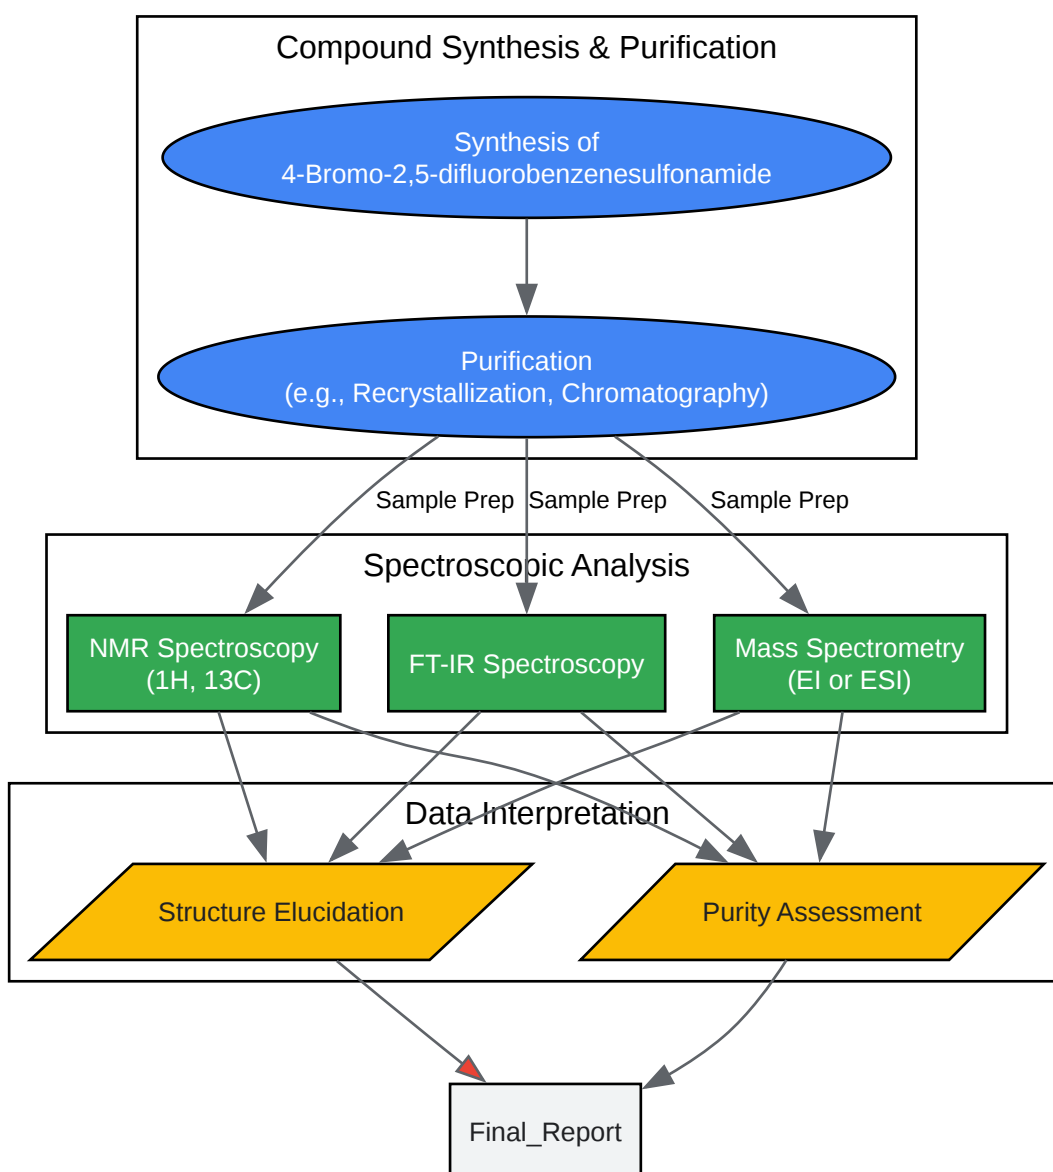 Compound Synthesis & Purification
Synthesis of
4-Bromo-2,5-difluorobenzenesulfonamide
Purification
(e.g., Recrystallization, Chromatography)
Sample Prep
Sample Prep
Sample Prep
Spectroscopic Analysis
NMR Spectroscopy
(1H, 13C)
FT-IR Spectroscopy
Mass Spectrometry
(EI or ESI)
Data Interpretation
Structure Elucidation
Purity Assessment
Final_Report